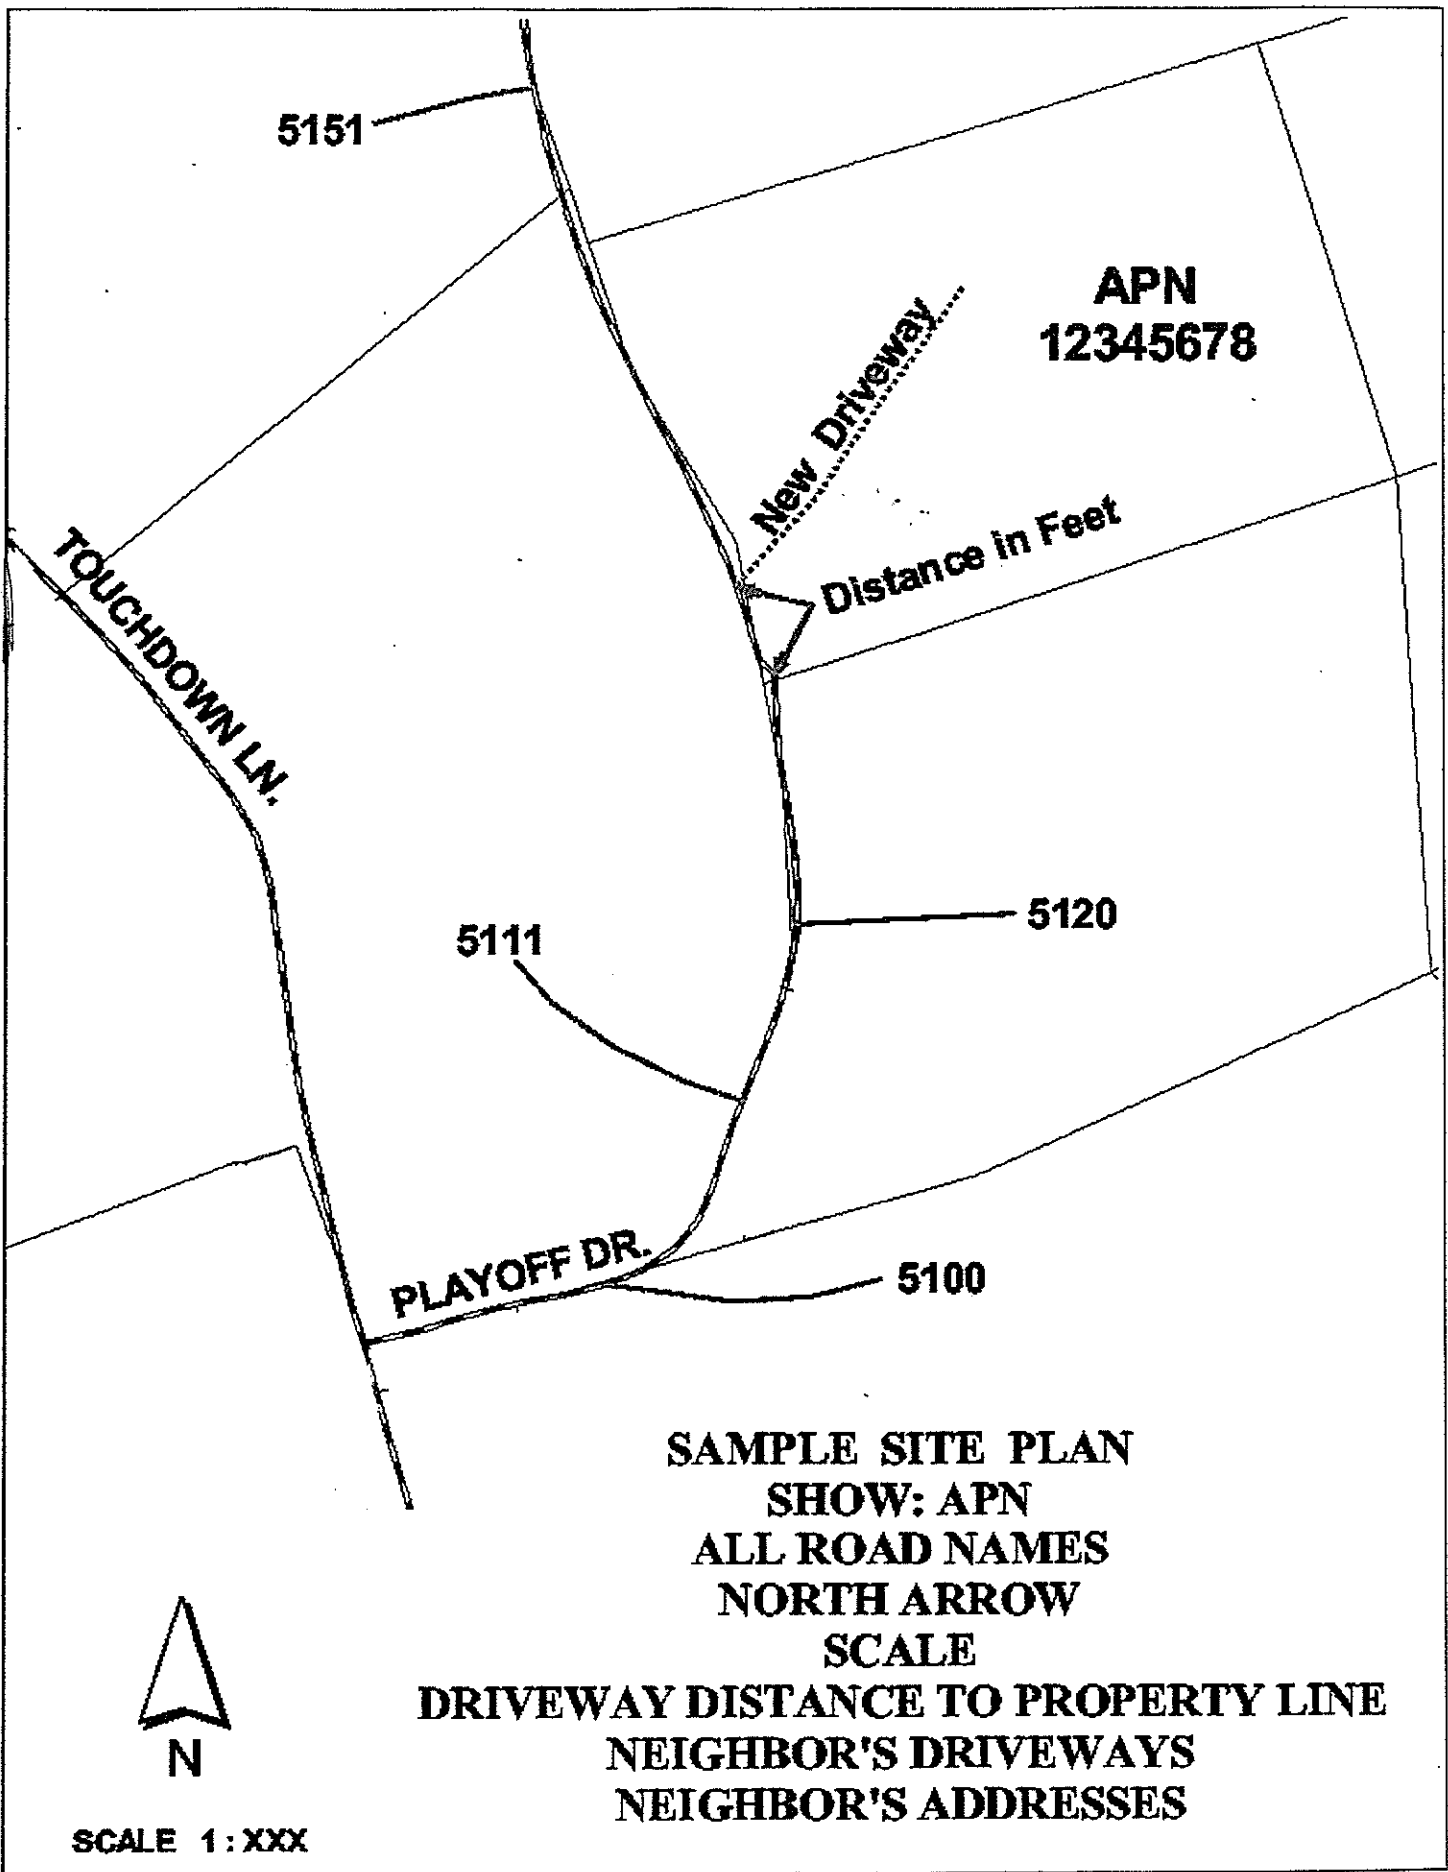 5151
APN
12345678
New Driveway
Distance in Feet
TOUCHDOWN LN.
5120
5111
PLAYOFF DR.
5100
SAMPLE SITE PLAN
SHOW: APN
ALL ROAD NAMES
NORTH ARROW
SCALE
DRIVEWAY DISTANCE TO PROPERTY LINE
NEIGHBOR'S DRIVEWAYS
NEIGHBOR'S ADDRESSES
N
SCALE 1:XXX